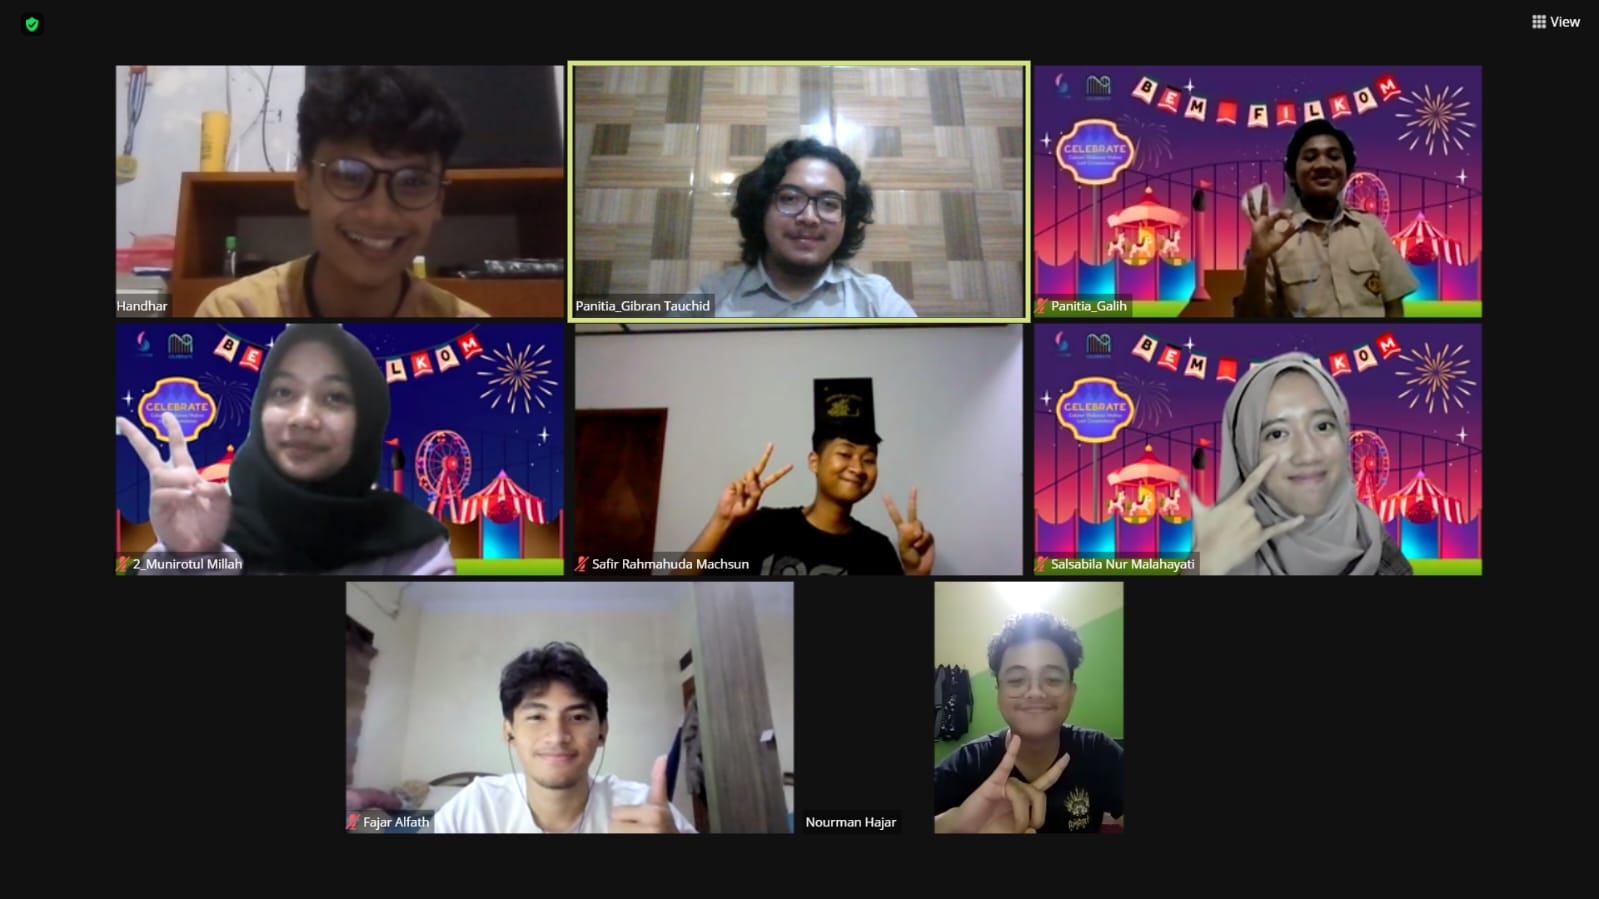 View
Handhar
Panitia_Gibran Tauchid
BEM FILKOM
CELEBRATE
Panitia_Galih
BE LKOM
CELEBRATE
2_Munirotul Millah
Safir Rahmahuda Machsun
BEM KOM
CELEBRATE
Salsabila Nur Malahayati
Fajar Alfath
Nourman Hajar